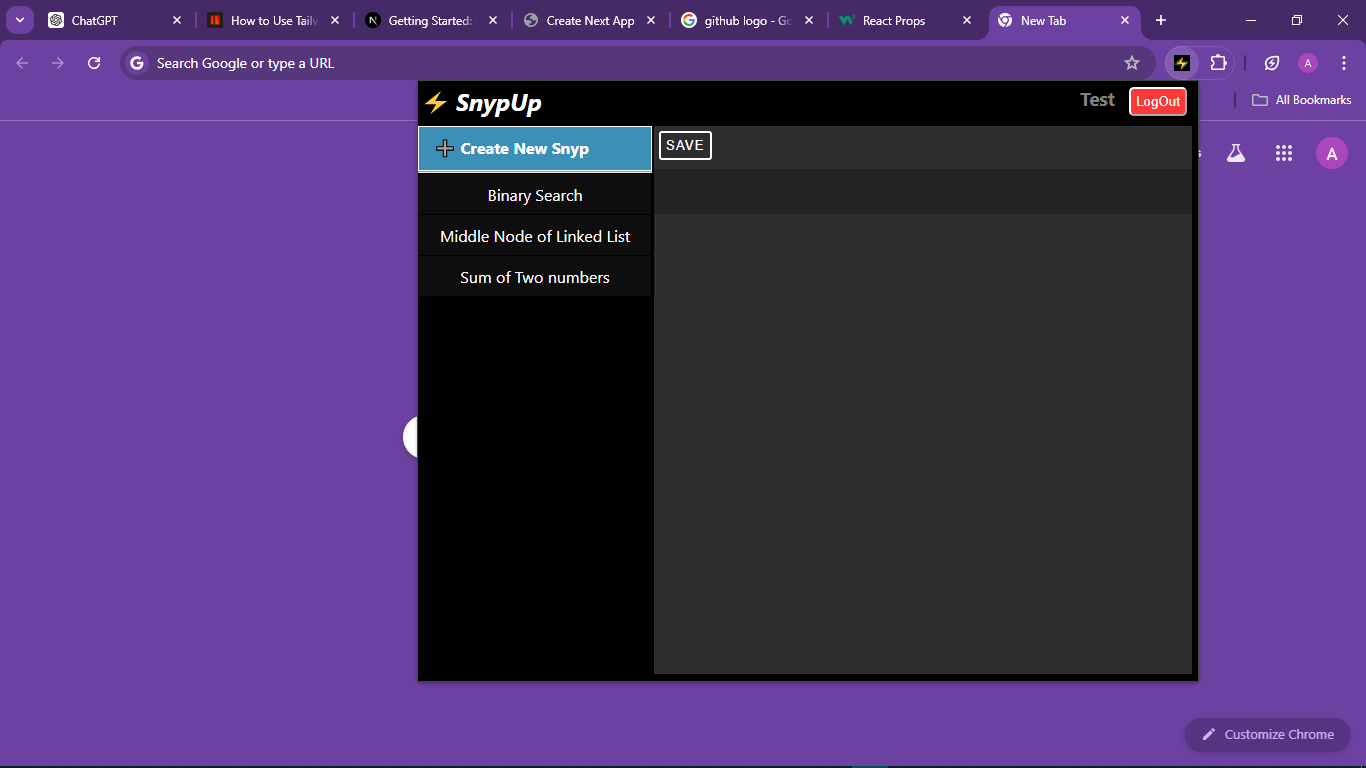 ChatGPT
How to Use Tailw
Getting Started:
Create Next App
github logo - Go
React Props
New Tab
Search Google or type a URL
A
All Bookmarks
SnypUp
Test
LogOut
Create New Snyp
SAVE
A
Binary Search
Middle Node of Linked List
Sum of Two numbers
Customize Chrome